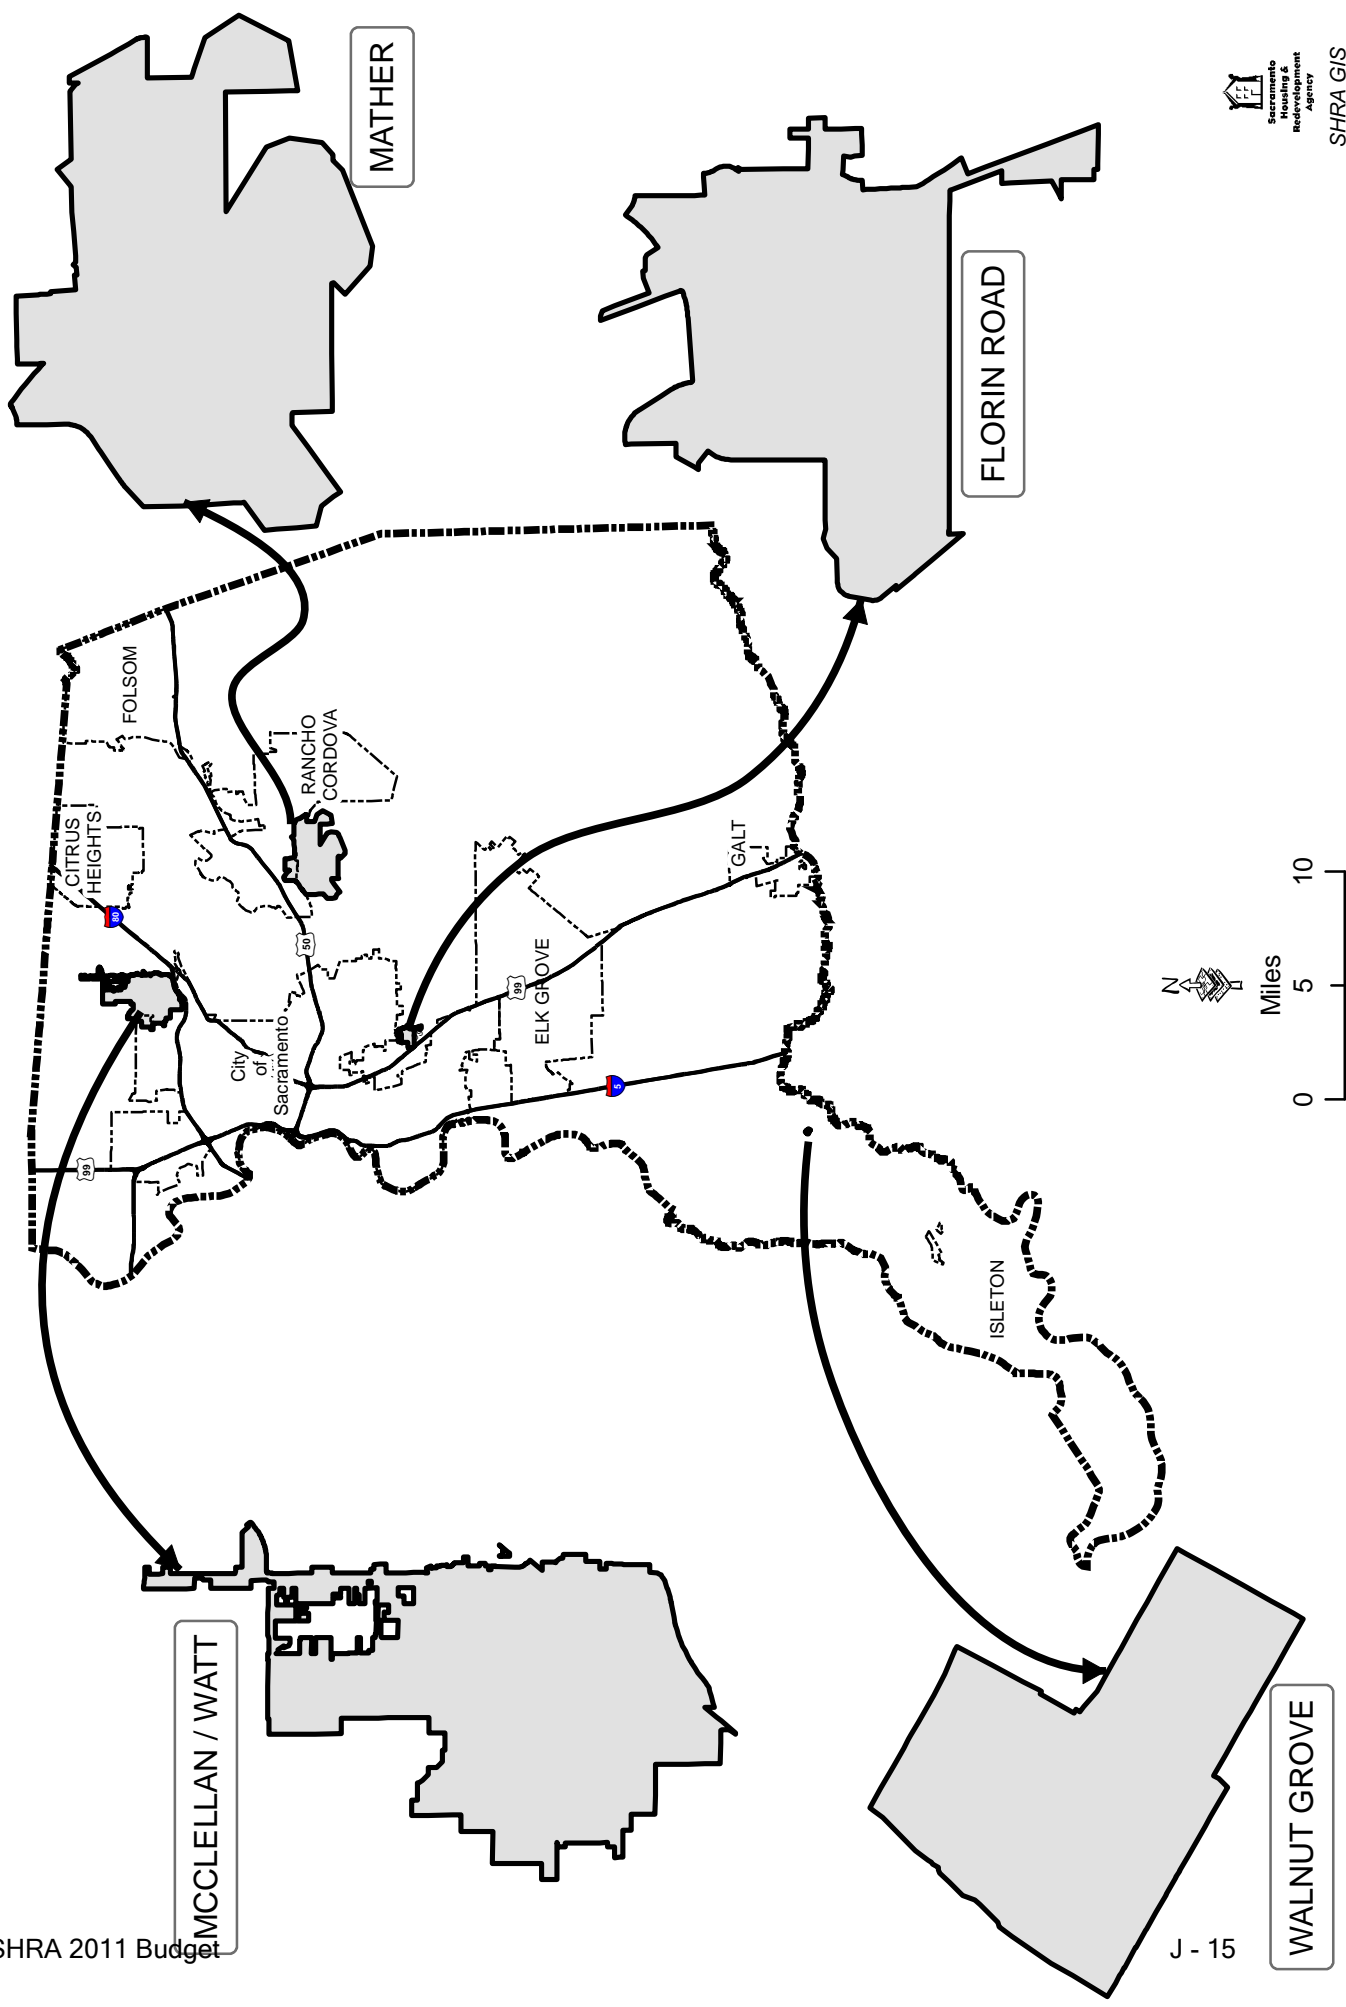 MCCLELLAN / WATT
MATHER
FLORIN ROAD
WALNUT GROVE
CITRUS
HEIGHTS
FOLSOM
RANCHO
CORDOVA
City
of
Sacramento
ELK GROVE
GALT
ISLETON
80
50
99
99
5
N
0 5 10
Miles
Sacramento
Housing &
Redevelopment
Agency
SHRA GIS
SHRA 2011 Budget
J - 15